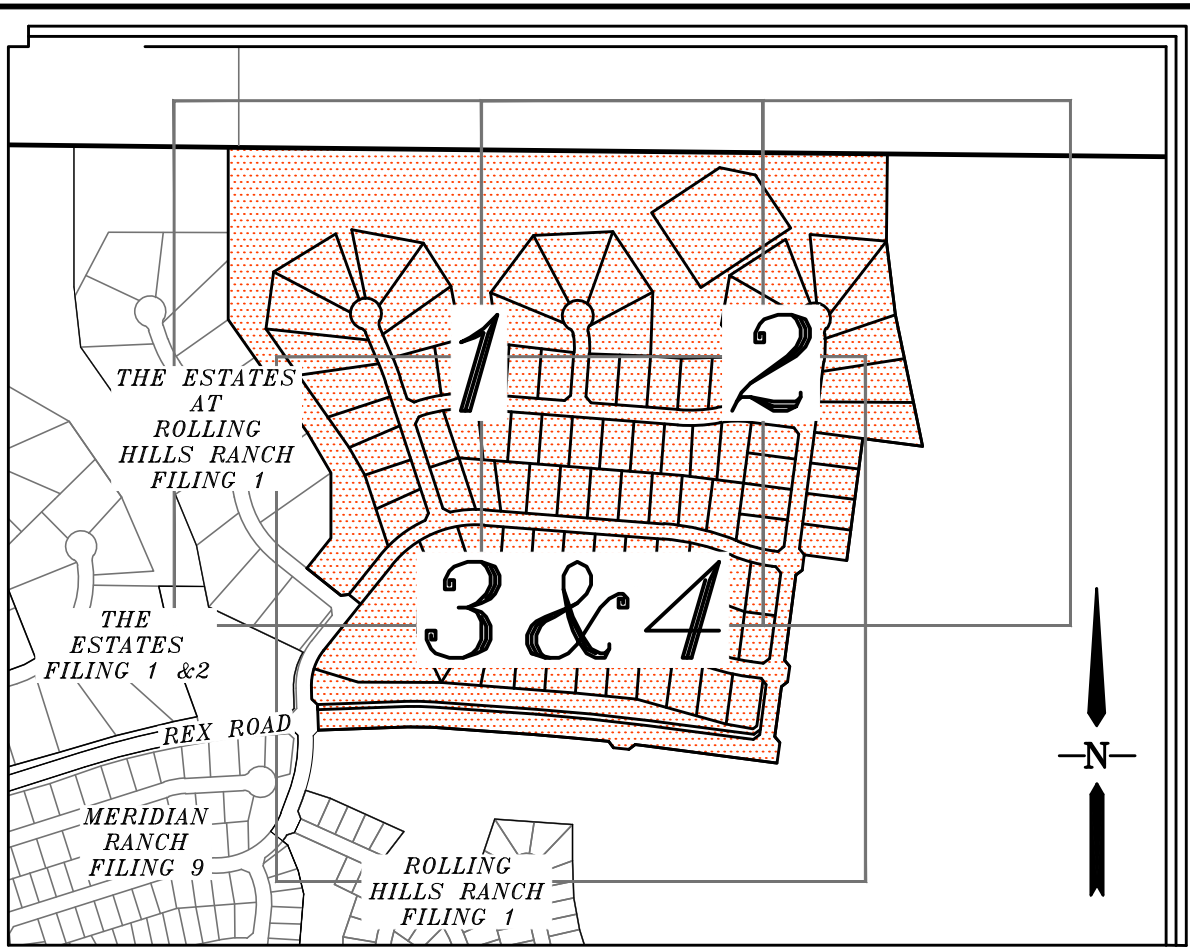 1
2
THE ESTATES
AT
ROLLING
HILLS RANCH
FILING 1
3 & 4
THE
ESTATES
FILING 1 &2
REX ROAD
N
MERIDIAN
RANCH
FILING 9
ROLLING
HILLS RANCH
FILING 1